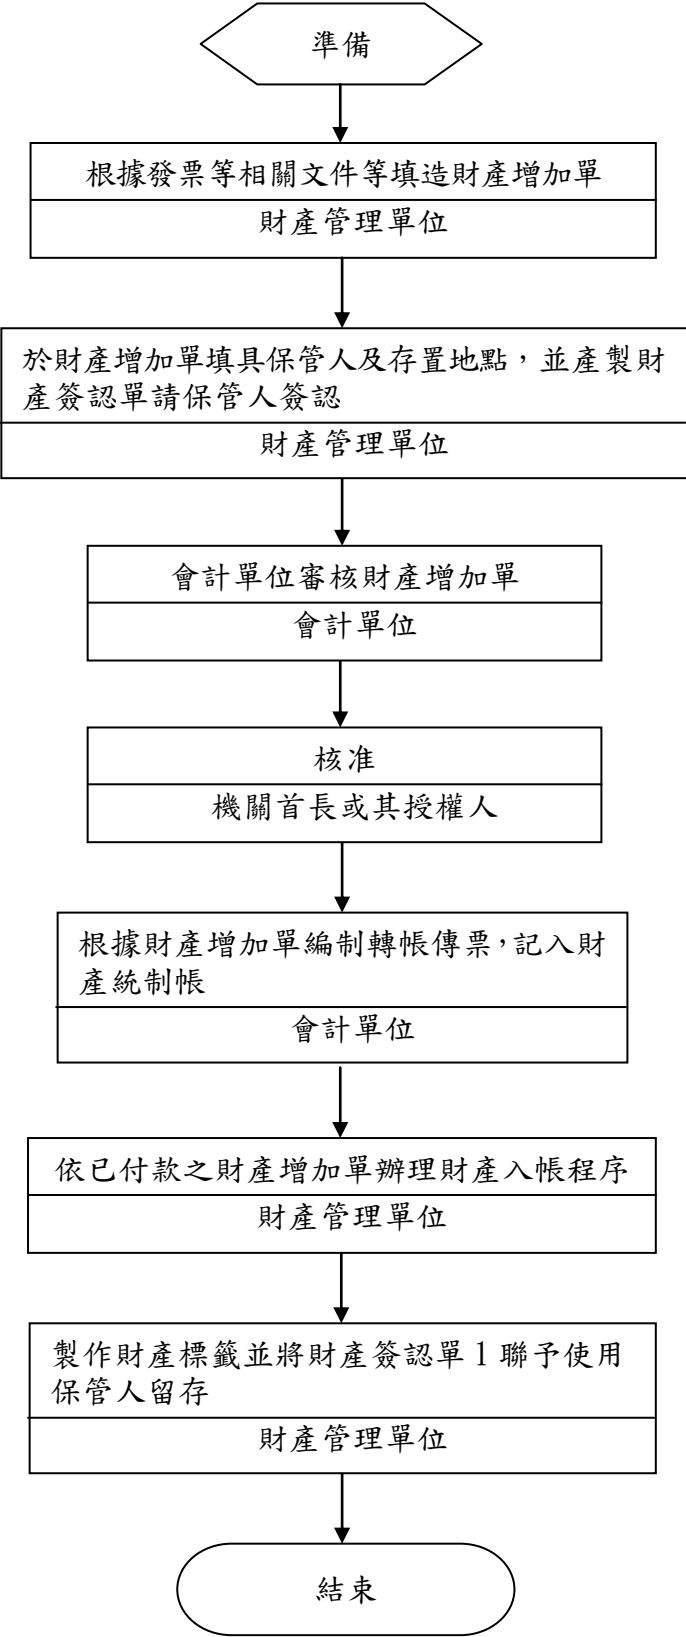 準備
根據發票等相關文件等填造財產增加單
財產管理單位
於財產增加單填具保管人及存置地點，並產製財
產簽認單請保管人簽認
財產管理單位
會計單位審核財產增加單
會計單位
核准
機關首長或其授權人
根據財產增加單編制轉帳傳票，記入財
產統制帳
會計單位
依已付款之財產增加單辦理財產入帳程序
財產管理單位
製作財產標籤並將財產簽認單 1 聯予使用
保管人留存
財產管理單位
結束